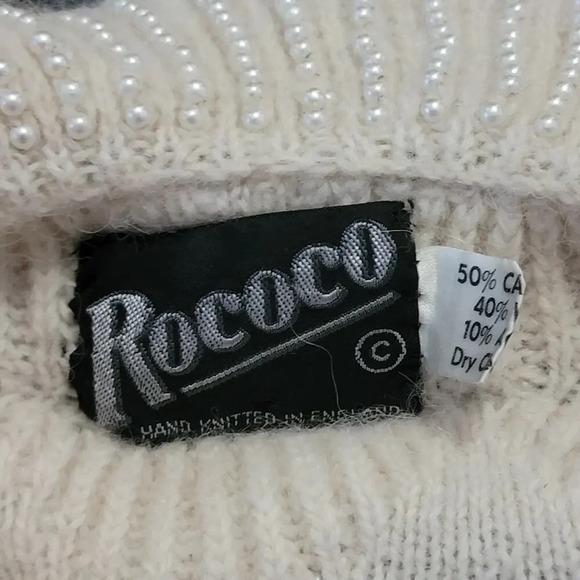 ROCOCO
©
HAND KNITTED IN ENGLAND
50% CA
40%
10% A
Dry C